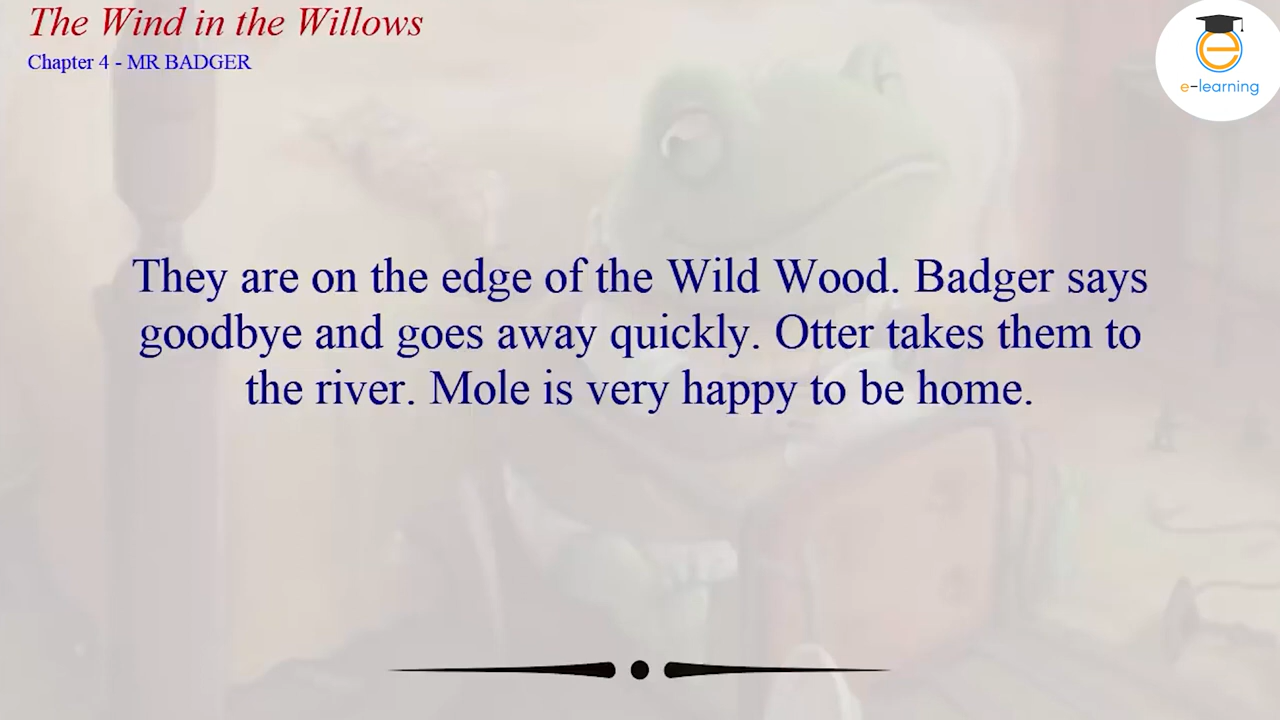 The Wind in the Willows
Chapter 4 - MR BADGER
e
e-learning
They are on the edge of the Wild Wood. Badger says
goodbye and goes away quickly. Otter takes them to
the river. Mole is very happy to be home.